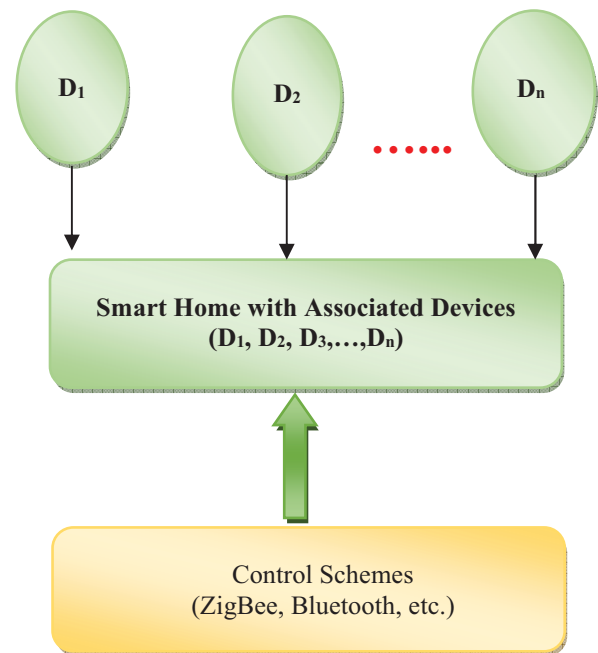 D₁
D₂
Dₙ
Smart Home with Associated Devices
(D₁, D₂, D₃,…,Dₙ)
Control Schemes
(ZigBee, Bluetooth, etc.)